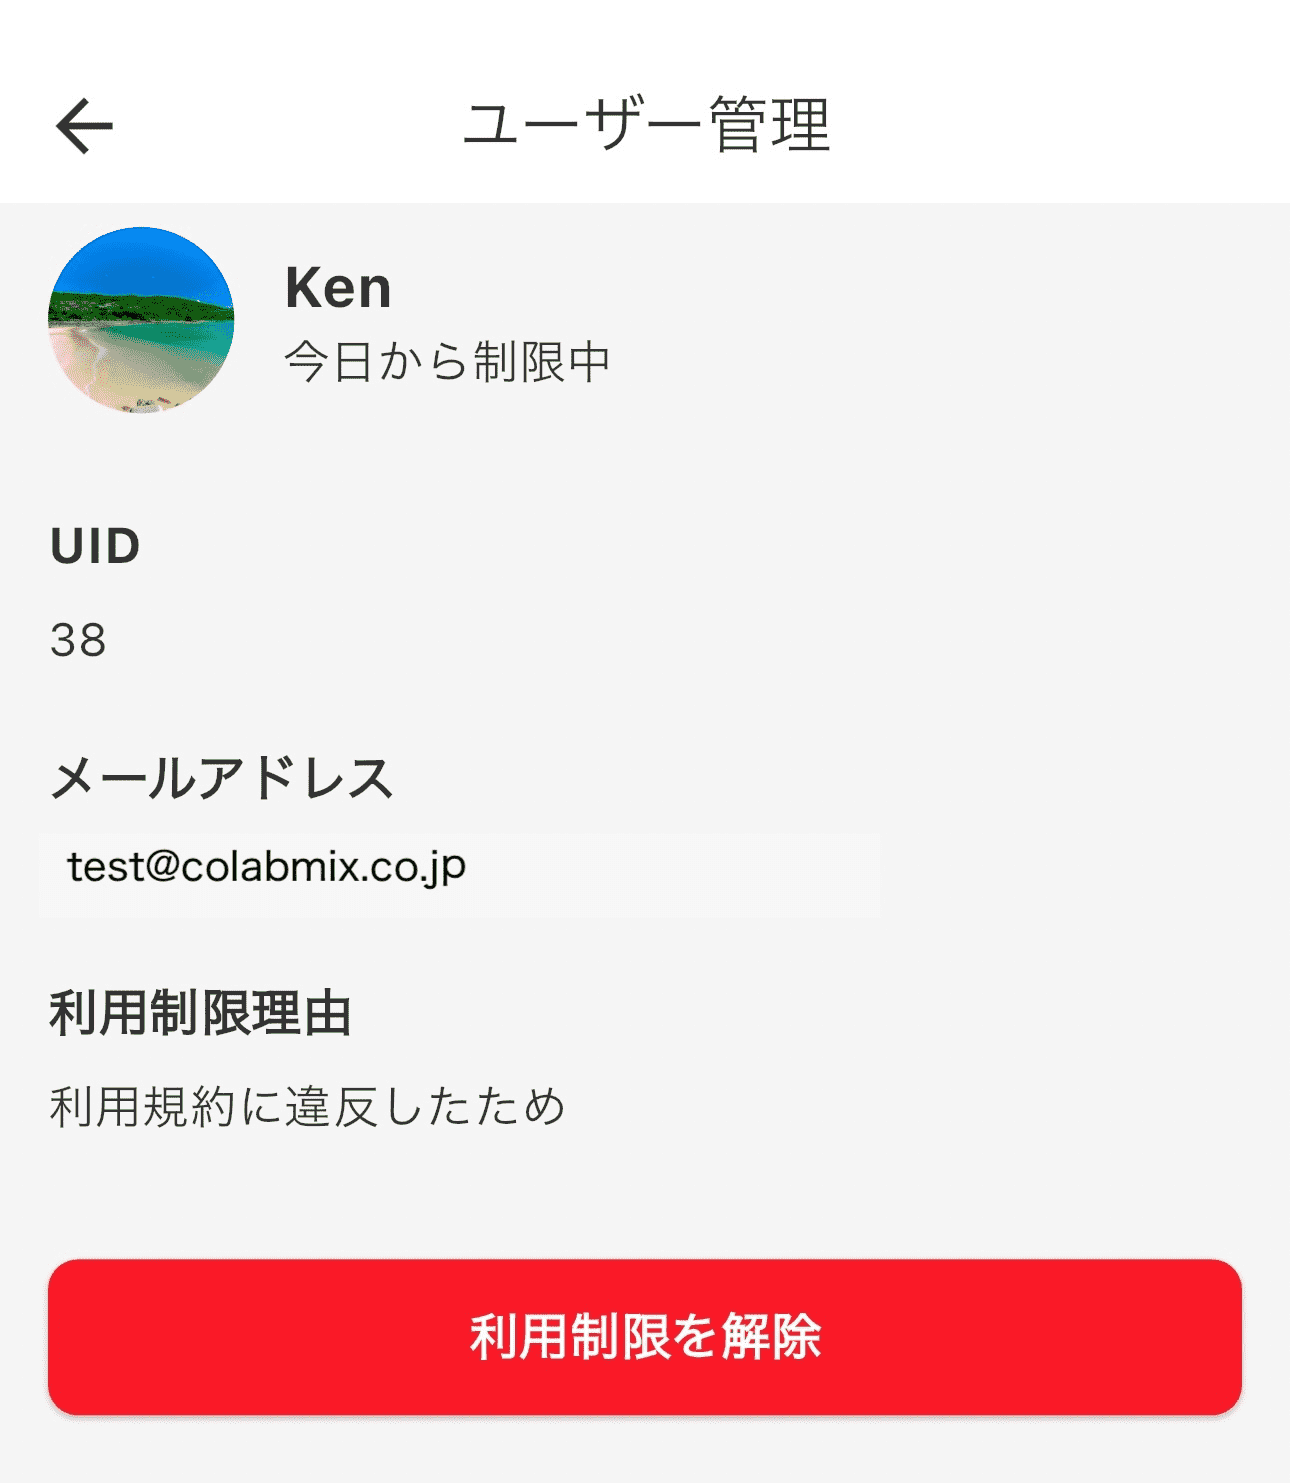 ユーザー管理
Ken
今日から制限中
UID
38
メールアドレス
test@colabmix.co.jp
利用制限理由
利用規約に違反したため
利用制限を解除